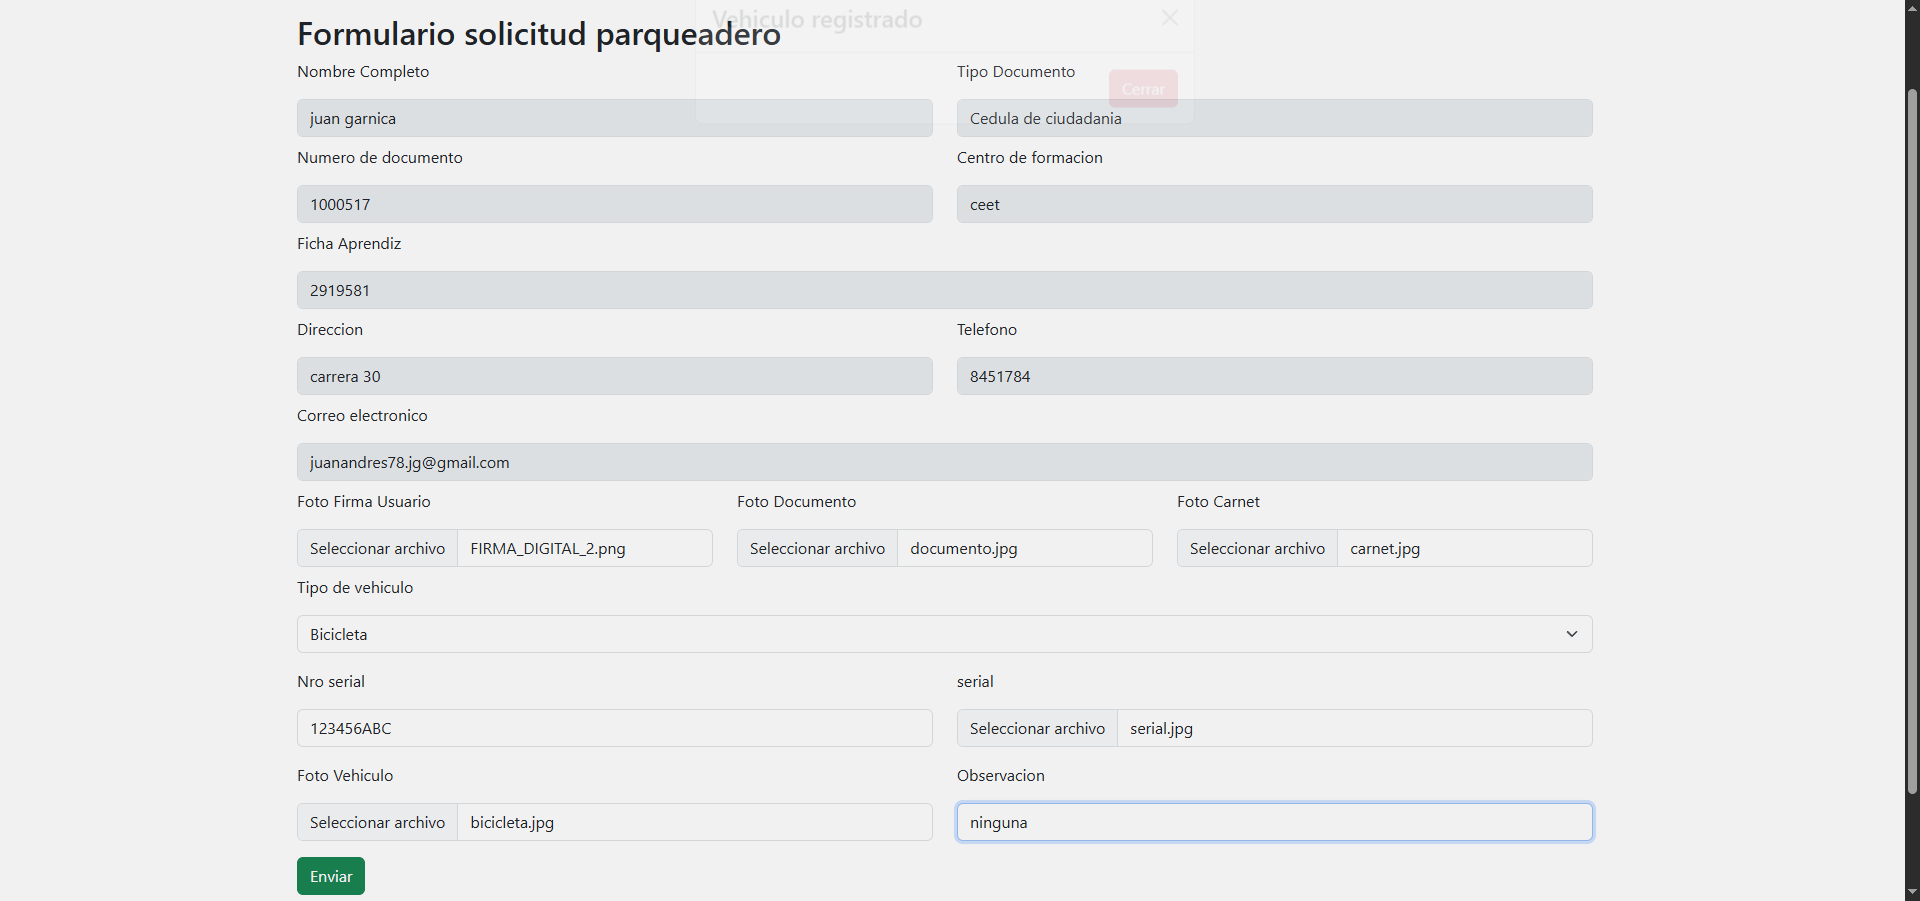 Vehiculo registrado
Formulario solicitud parqueadero
Nombre Completo
Tipo Documento
Cerrar
juan garnica
Cedula de ciudadania
Numero de documento
Centro de formacion
1000517
ceet
Ficha Aprendiz
2919581
Direccion
Telefono
carrera 30
8451784
Correo electronico
juanandres78.jg@gmail.com
Foto Firma Usuario
Foto Documento
Foto Carnet
Seleccionar archivo FIRMA_DIGITAL_2.png
Seleccionar archivo documento.jpg
Seleccionar archivo carnet.jpg
Tipo de vehiculo
Bicicleta
Nro serial
serial
123456ABC
Seleccionar archivo serial.jpg
Foto Vehiculo
Observacion
Seleccionar archivo bicicleta.jpg
ninguna
Enviar